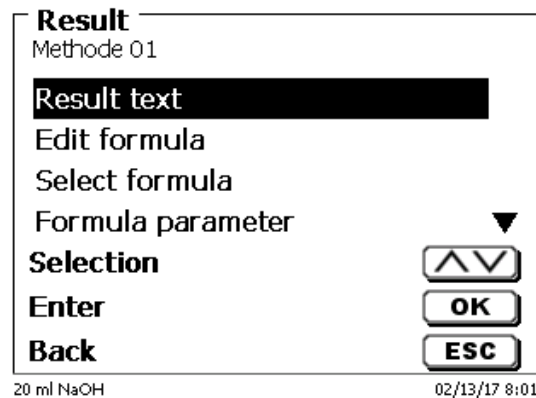 Result
Methode 01
Result text
Edit formula
Select formula
Formula parameter
Selection
Enter OK
Back ESC
20 ml NaOH 02/13/17 8:01